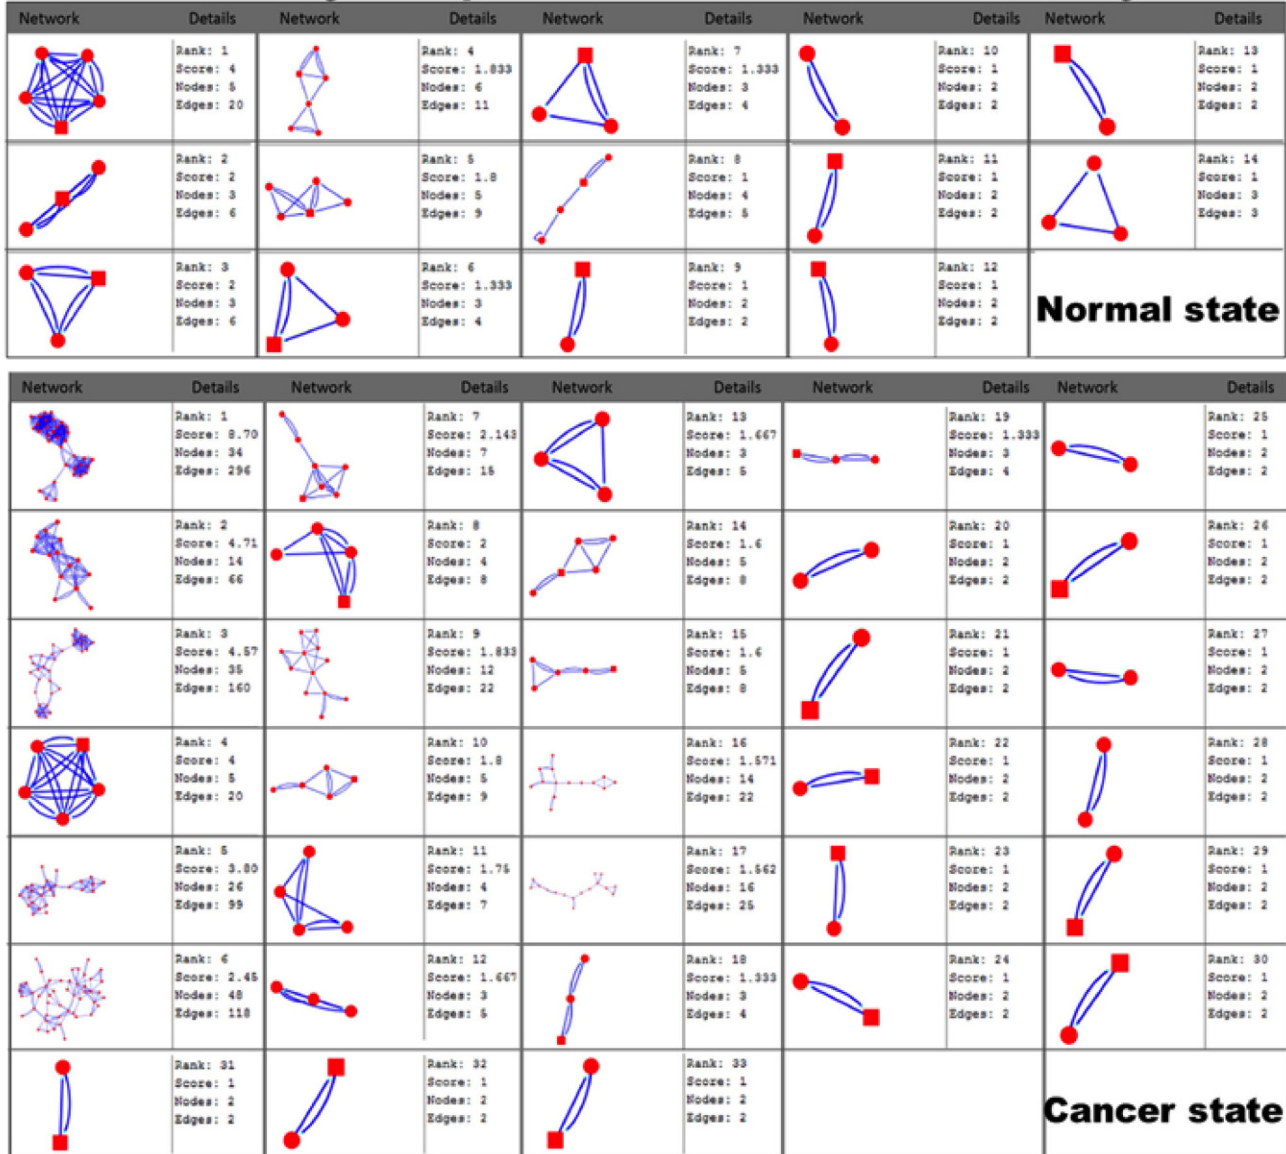 Network Details Network Details Network Details Network Details Network Details
Rank: 1
Score: 4
Nodes: 5
Edges: 20
Rank: 4
Score: 1.833
Nodes: 6
Edges: 11
Rank: 7
Score: 1.333
Nodes: 3
Edges: 4
Rank: 10
Score: 1
Nodes: 2
Edges: 2
Rank: 13
Score: 1
Nodes: 2
Edges: 2
Rank: 2
Score: 2
Nodes: 3
Edges: 6
Rank: 5
Score: 1.8
Nodes: 5
Edges: 9
Rank: 8
Score: 1
Nodes: 4
Edges: 5
Rank: 11
Score: 1
Nodes: 2
Edges: 2
Rank: 14
Score: 1
Nodes: 3
Edges: 3
Rank: 3
Score: 2
Nodes: 3
Edges: 6
Rank: 6
Score: 1.333
Nodes: 3
Edges: 4
Rank: 9
Score: 1
Nodes: 2
Edges: 2
Rank: 12
Score: 1
Nodes: 2
Edges: 2
Normal state
Network Details Network Details Network Details Network Details Network Details
Rank: 1
Score: 8.70
Nodes: 34
Edges: 296
Rank: 7
Score: 2.143
Nodes: 7
Edges: 15
Rank: 13
Score: 1.667
Nodes: 3
Edges: 5
Rank: 19
Score: 1.333
Nodes: 3
Edges: 4
Rank: 25
Score: 1
Nodes: 2
Edges: 2
Rank: 2
Score: 4.71
Nodes: 14
Edges: 66
Rank: 8
Score: 2
Nodes: 4
Edges: 8
Rank: 14
Score: 1.6
Nodes: 5
Edges: 8
Rank: 20
Score: 1
Nodes: 2
Edges: 2
Rank: 26
Score: 1
Nodes: 2
Edges: 2
Rank: 3
Score: 4.57
Nodes: 35
Edges: 160
Rank: 9
Score: 1.833
Nodes: 12
Edges: 22
Rank: 15
Score: 1.6
Nodes: 5
Edges: 8
Rank: 21
Score: 1
Nodes: 2
Edges: 2
Rank: 27
Score: 1
Nodes: 2
Edges: 2
Rank: 4
Score: 4
Nodes: 5
Edges: 20
Rank: 10
Score: 1.8
Nodes: 5
Edges: 9
Rank: 16
Score: 1.571
Nodes: 14
Edges: 22
Rank: 22
Score: 1
Nodes: 2
Edges: 2
Rank: 28
Score: 1
Nodes: 2
Edges: 2
Rank: 5
Score: 3.80
Nodes: 26
Edges: 99
Rank: 11
Score: 1.75
Nodes: 4
Edges: 7
Rank: 17
Score: 1.562
Nodes: 16
Edges: 25
Rank: 23
Score: 1
Nodes: 2
Edges: 2
Rank: 29
Score: 1
Nodes: 2
Edges: 2
Rank: 6
Score: 2.45
Nodes: 48
Edges: 118
Rank: 12
Score: 1.667
Nodes: 3
Edges: 5
Rank: 18
Score: 1.333
Nodes: 3
Edges: 4
Rank: 24
Score: 1
Nodes: 2
Edges: 2
Rank: 30
Score: 1
Nodes: 2
Edges: 2
Rank: 31
Score: 1
Nodes: 2
Edges: 2
Rank: 32
Score: 1
Nodes: 2
Edges: 2
Rank: 33
Score: 1
Nodes: 2
Edges: 2
Cancer state